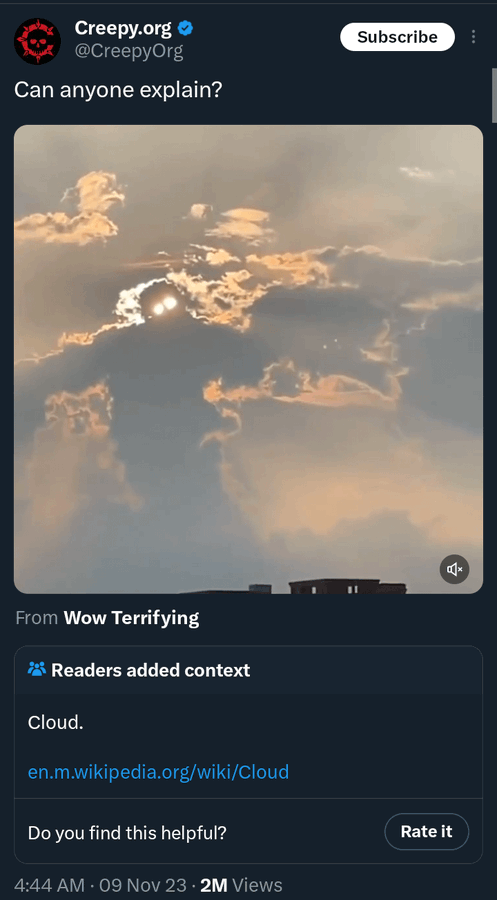 Creepy.org
@CreepyOrg
Subscribe
Can anyone explain?
From Wow Terrifying
Readers added context
Cloud.
en.m.wikipedia.org/wiki/Cloud
Do you find this helpful?
Rate it
4:44 AM · 09 Nov 23 · 2M Views